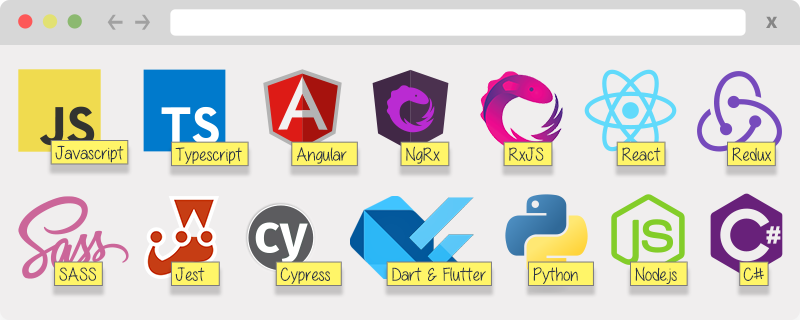 x
JS
Javascript
TS
Typescript
A
Angular
NgRx
RxJS
React
Redux
Sass
SASS
Jest
cy
Cypress
Dart & Flutter
Python
JS
Nodejs
C#
C#